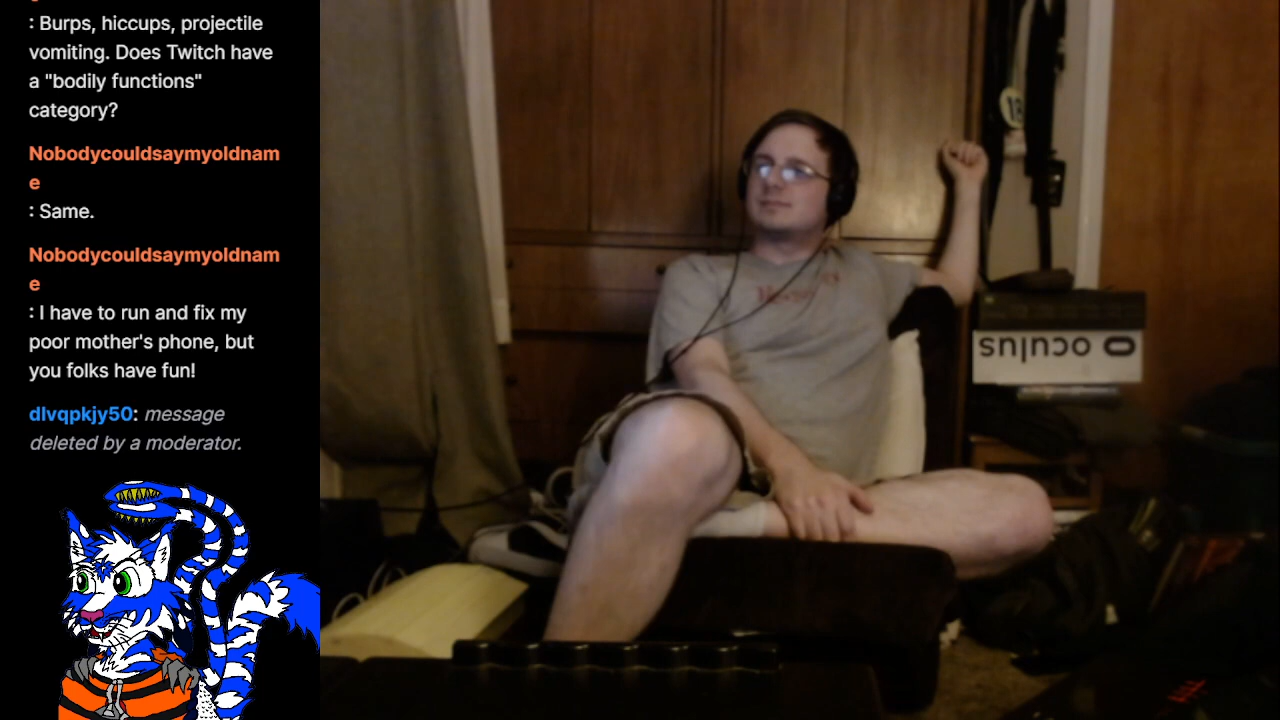 : Burps, hiccups, projectile
vomiting. Does Twitch have
a "bodily functions"
category?
Nobodycouldsaymyoldnam
e
: Same.
Nobodycouldsaymyoldnam
e
: I have to run and fix my
poor mother's phone, but
you folks have fun!
dlvqpkjy50: message
deleted by a moderator.
18
oculus